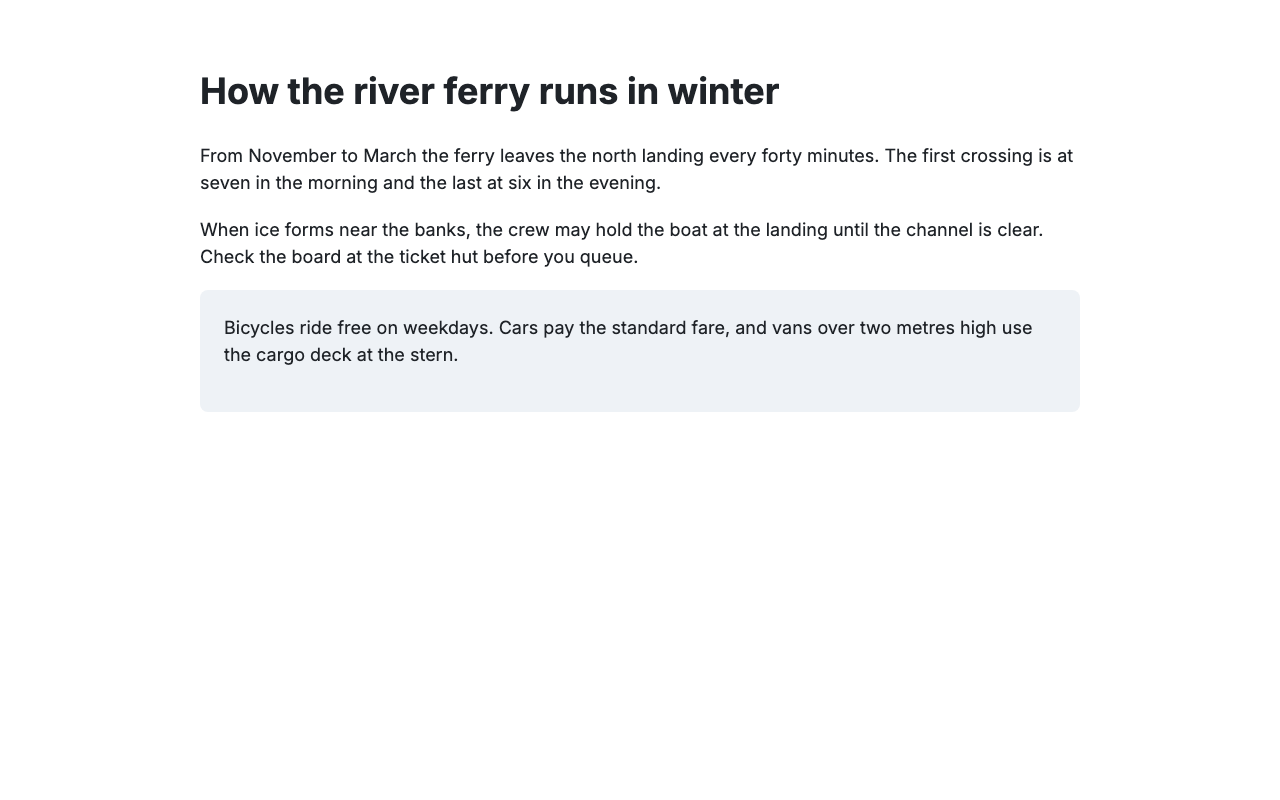 How the river ferry runs in winter
From November to March the ferry leaves the north landing every forty minutes. The first crossing is at
seven in the morning and the last at six in the evening.
When ice forms near the banks, the crew may hold the boat at the landing until the channel is clear.
Check the board at the ticket hut before you queue.
Bicycles ride free on weekdays. Cars pay the standard fare, and vans over two metres high use
the cargo deck at the stern.